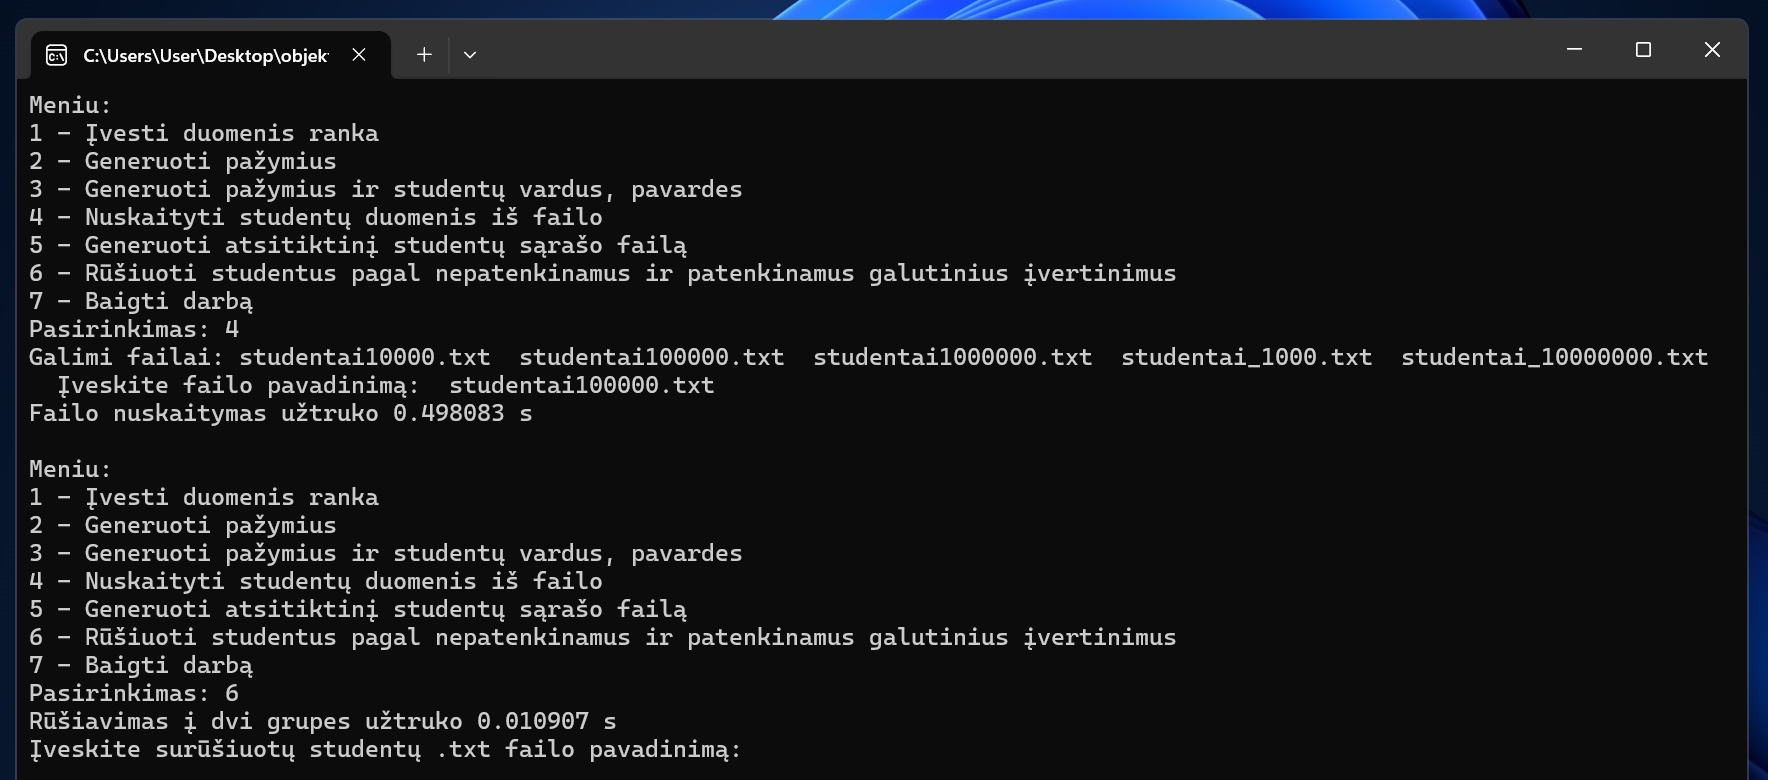 C:\Users\User\Desktop\objek
Meniu:
1 - Įvesti duomenis ranka
2 - Generuoti pažymius
3 - Generuoti pažymius ir studentų vardus, pavardes
4 - Nuskaityti studentų duomenis iš failo
5 - Generuoti atsitiktinį studentų sąrašo failą
6 - Rūšiuoti studentus pagal nepatenkinamus ir patenkinamus galutinius įvertinimus
7 - Baigti darbą
Pasirinkimas: 4
Galimi failai: studentai10000.txt  studentai100000.txt  studentai1000000.txt  studentai_1000.txt  studentai_10000000.txt
  Įveskite failo pavadinimą:  studentai100000.txt
Failo nuskaitymas užtruko 0.498083 s
Meniu:
1 - Įvesti duomenis ranka
2 - Generuoti pažymius
3 - Generuoti pažymius ir studentų vardus, pavardes
4 - Nuskaityti studentų duomenis iš failo
5 - Generuoti atsitiktinį studentų sąrašo failą
6 - Rūšiuoti studentus pagal nepatenkinamus ir patenkinamus galutinius įvertinimus
7 - Baigti darbą
Pasirinkimas: 6
Rūšiavimas į dvi grupes užtruko 0.010907 s
Įveskite surūšiuotų studentų .txt failo pavadinimą: